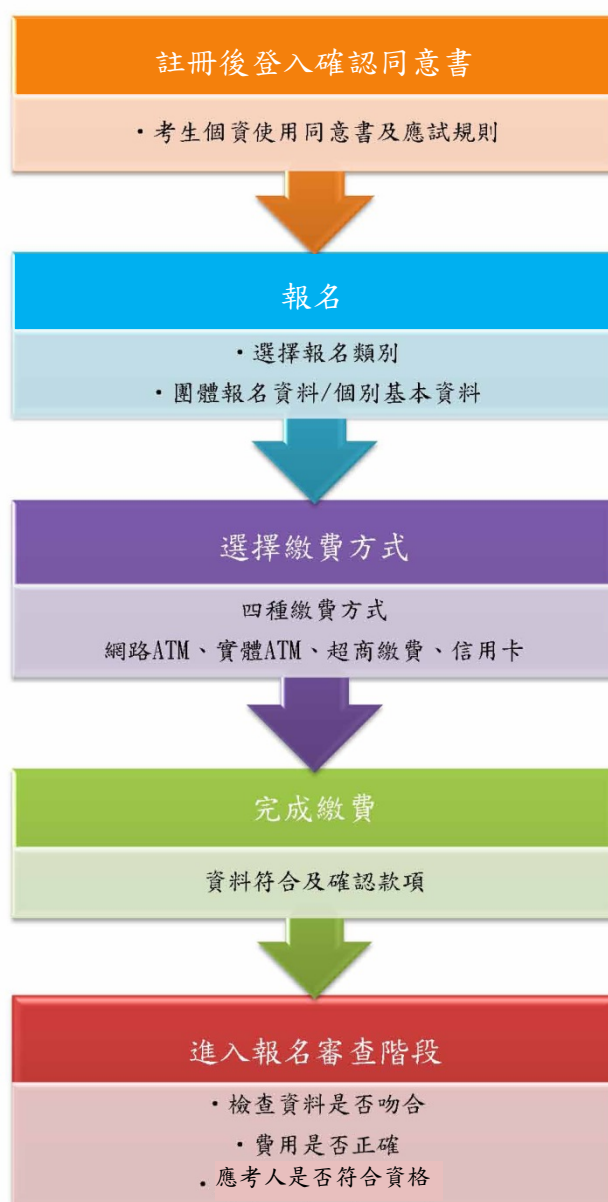 註冊後登入確認同意書
・考生個資使用同意書及應試規則
報名
・選擇報名類別
・團體報名資料/個別基本資料
選擇繳費方式
四種繳費方式
網路ATM、實體ATM、超商繳費、信用卡
完成繳費
資料符合及確認款項
進入報名審查階段
・檢查資料是否吻合
・費用是否正確
・應考人是否符合資格